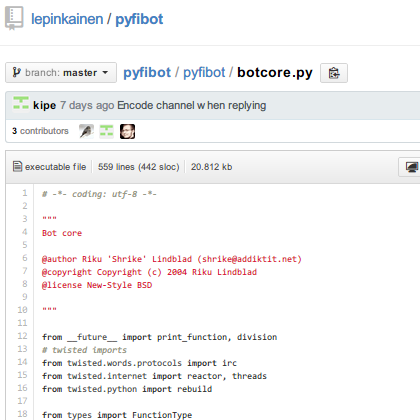 lepinkainen / pyfibot
branch: master
pyfibot / pyfibot / botcore.py
kipe 7 days ago Encode channel when replying
3 contributors
executable file 559 lines (442 sloc) 20.812 kb
1 # -*- coding: utf-8 -*-
2
3 """
4 Bot core
5
6 @author Riku 'Shrike' Lindblad (shrike@addiktit.net)
7 @copyright Copyright (c) 2004 Riku Lindblad
8 @license New-Style BSD
9
10 """
11
12 from __future__ import print_function, division
13 # twisted imports
14 from twisted.words.protocols import irc
15 from twisted.internet import reactor, threads
16 from twisted.python import rebuild
17
18 from types import FunctionType